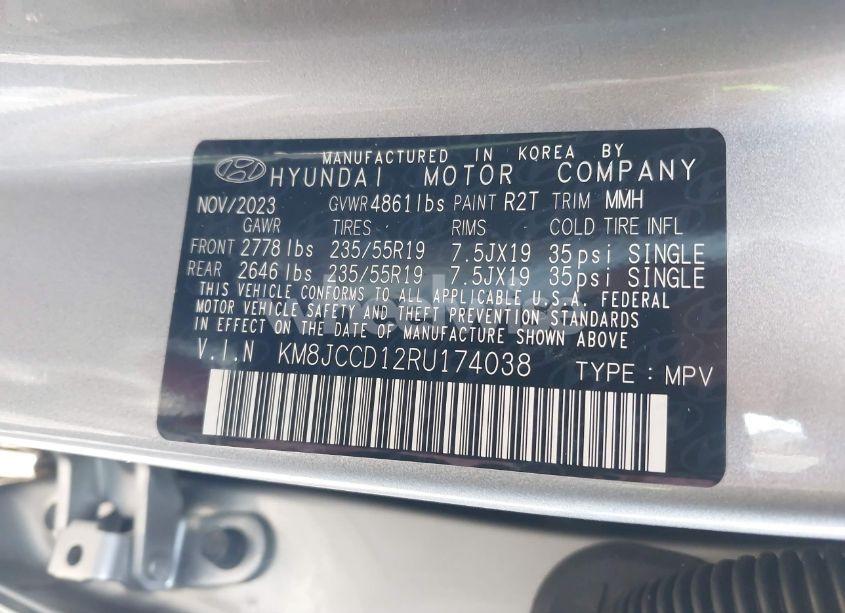 MANUFACTURED IN KOREA BY
HYUNDAI MOTOR COMPANY
NOV/2023 GVWR 4861lbs PAINT R2T TRIM MMH
GAWR TIRES RIMS COLD TIRE INFL
FRONT 2778 lbs 235/55R19 7.5JX19 35psi SINGLE
REAR 2646 lbs 235/55R19 7.5JX19 35psi SINGLE
THIS VEHICLE CONFORMS TO ALL APPLICABLE U.S.A. FEDERAL
MOTOR VEHICLE SAFETY AND THEFT PREVENTION STANDARDS
IN EFFECT ON THE DATE OF MANUFACTURE SHOWN ABOVE
V.I.N KM8JCCD12RU174038 TYPE : MPV